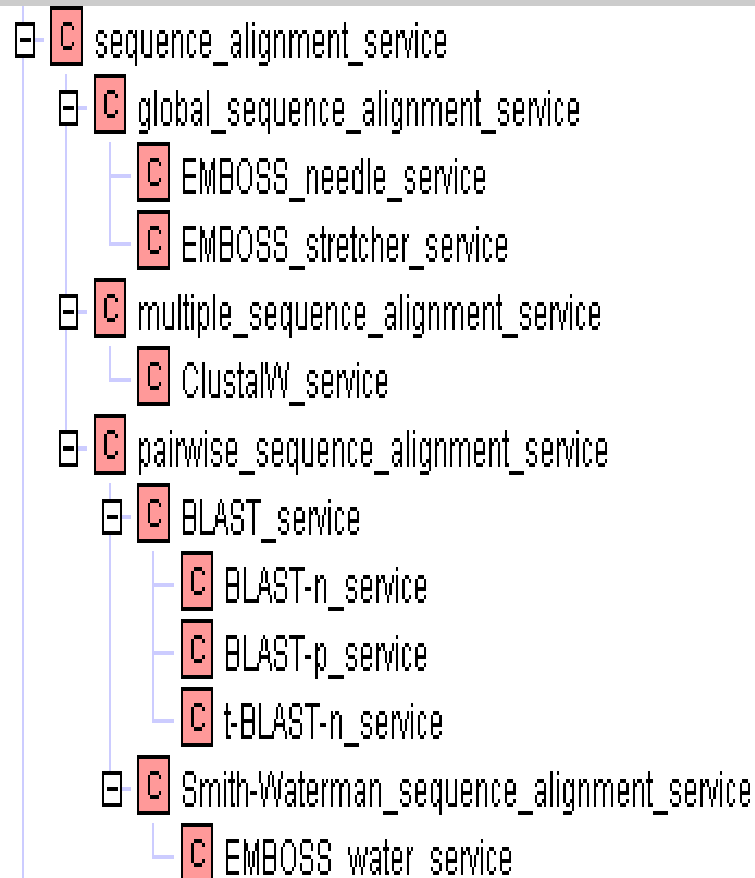 C sequence_alignment_service
C global_sequence_alignment_service
C EMBOSS_needle_service
C EMBOSS_stretcher_service
C multiple_sequence_alignment_service
C ClustalW_service
C pairwise_sequence_alignment_service
C BLAST_service
C BLAST-n_service
C BLAST-p_service
C t-BLAST-n_service
C Smith-Waterman_sequence_alignment_service
C EMBOSS_water_service